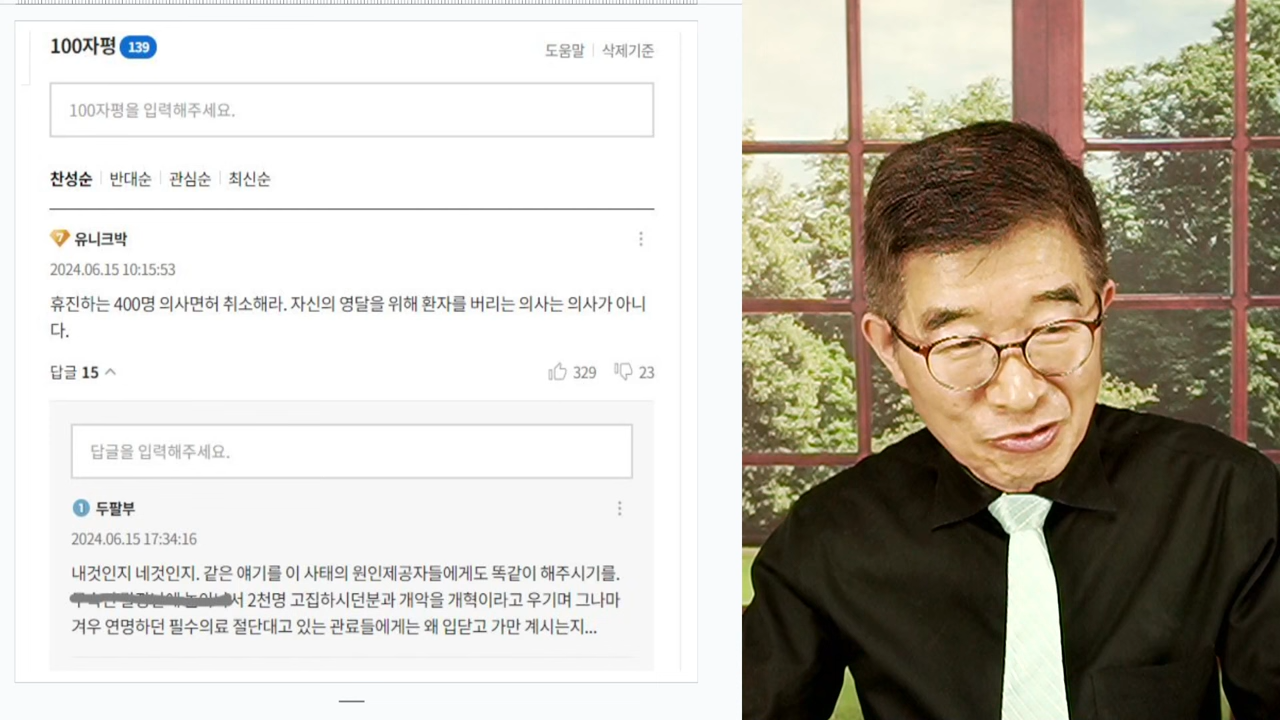 100자평 139
도움말 | 삭제기준
100자평을 입력해주세요.
찬성순 | 반대순 | 관심순 | 최신순
7 유니크박
2024.06.15 10:15:53
휴진하는 400명 의사면허 취소해라. 자신의 영달을 위해 환자를 버리는 의사는 의사가 아니
다.
답글 15
329 23
답글을 입력해주세요.
1 두팔부
2024.06.15 17:34:16
내것인지 네것인지. 같은 얘기를 이 사태의 원인제공자들에게도 똑같이 해주시기를.
서 2천명 고집하시던분과 개악을 개혁이라고 우기며 그나마
겨우 연명하던 필수의료 절단대고 있는 관료들에게는 왜 입닫고 가만 계시는지...